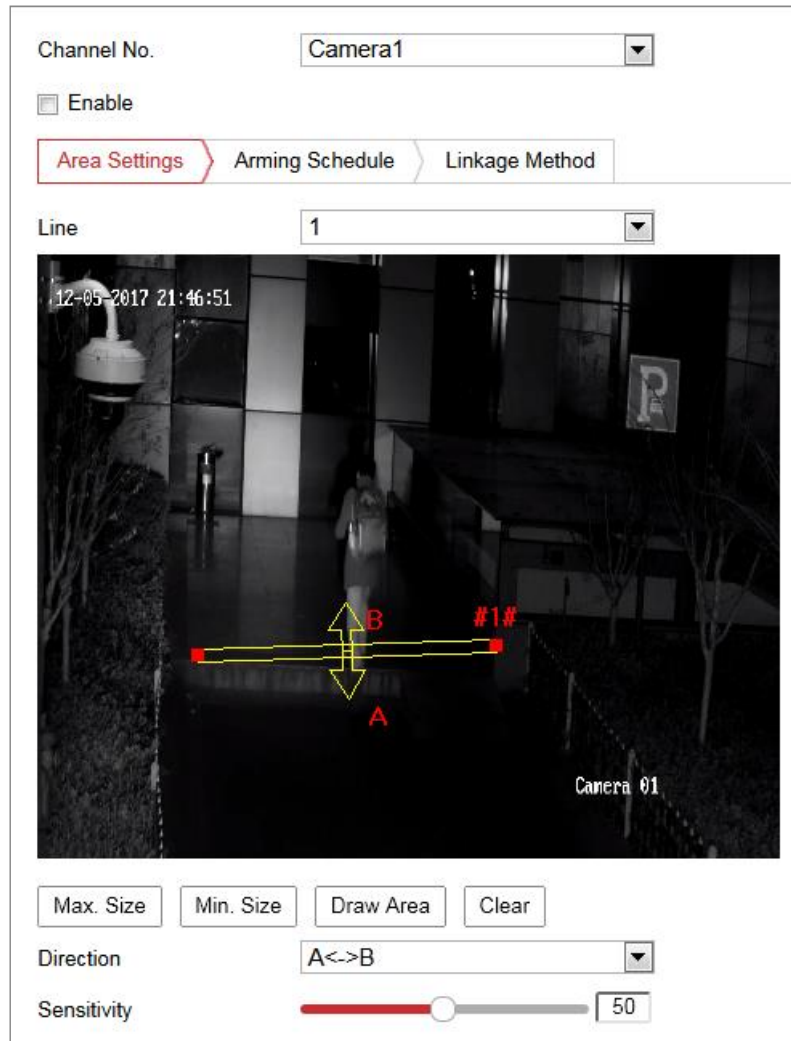 Channel No. Camera1
Enable
Area Settings Arming Schedule Linkage Method
Line 1
12-05-2017 21:46:51
P
B #1#
A
Camera 01
Max. Size Min. Size Draw Area Clear
Direction A<->B
Sensitivity 50